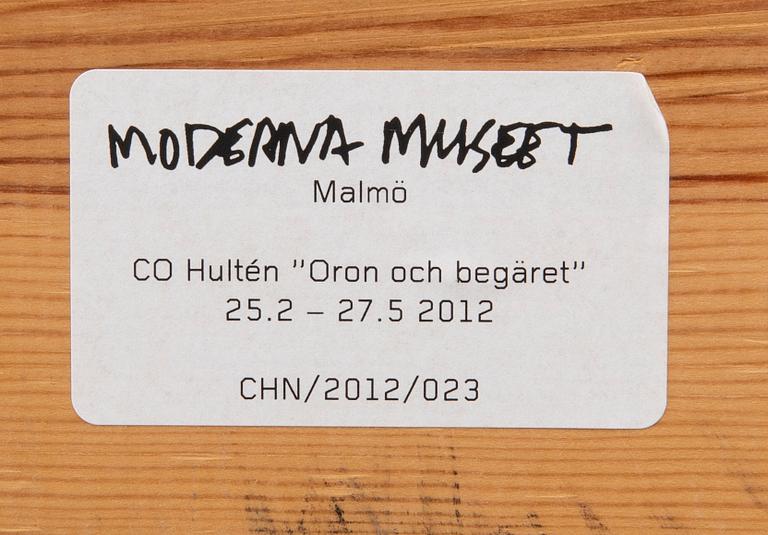 MODERNA MUSEET
Malmö
CO Hultén ”Oron och begäret”
25.2 – 27.5 2012
CHN/2012/023